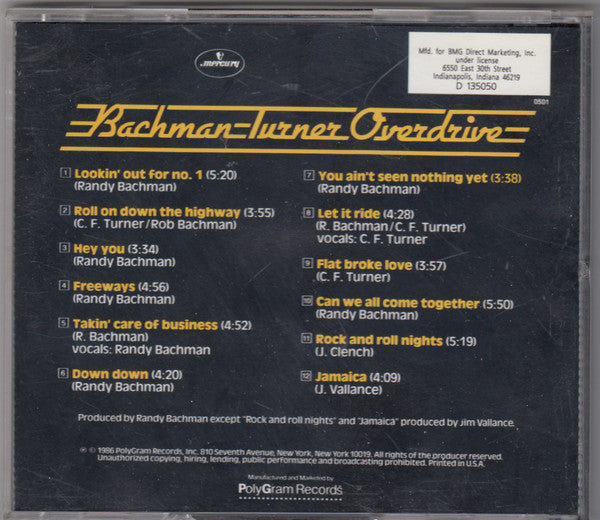 mercury
Mfd. for BMG Direct Marketing, Inc.
under license
6550 East 30th Street
Indianapolis, Indiana 46219
D 135050
0501
Bachman-Turner Overdrive
1 Lookin' out for no. 1 (5:20)
(Randy Bachman)
2 Roll on down the highway (3:55)
(C. F. Turner/Rob Bachman)
3 Hey you (3:34)
(Randy Bachman)
4 Freeways (4:56)
(Randy Bachman)
5 Takin' care of business (4:52)
(R. Bachman)
vocals: Randy Bachman
6 Down down (4:20)
(Randy Bachman)
7 You ain't seen nothing yet (3:38)
(Randy Bachman)
8 Let it ride (4:28)
(R. Bachman/C. F. Turner)
vocals: C. F. Turner
9 Flat broke love (3:57)
(C. F. Turner)
10 Can we all come together (5:50)
(Randy Bachman)
11 Rock and roll nights (5:19)
(J. Clench)
12 Jamaica (4:09)
(J. Vallance)
Produced by Randy Bachman except "Rock and roll nights" and "Jamaica" produced by Jim Vallance.
℗ © 1986 PolyGram Records, Inc. 810 Seventh Avenue, New York, New York 10019. All rights of the producer reserved.
Unauthorized copying, hiring, lending, public performance and broadcasting prohibited. Printed in U.S.A.
Manufactured and Marketed by
PolyGram Records